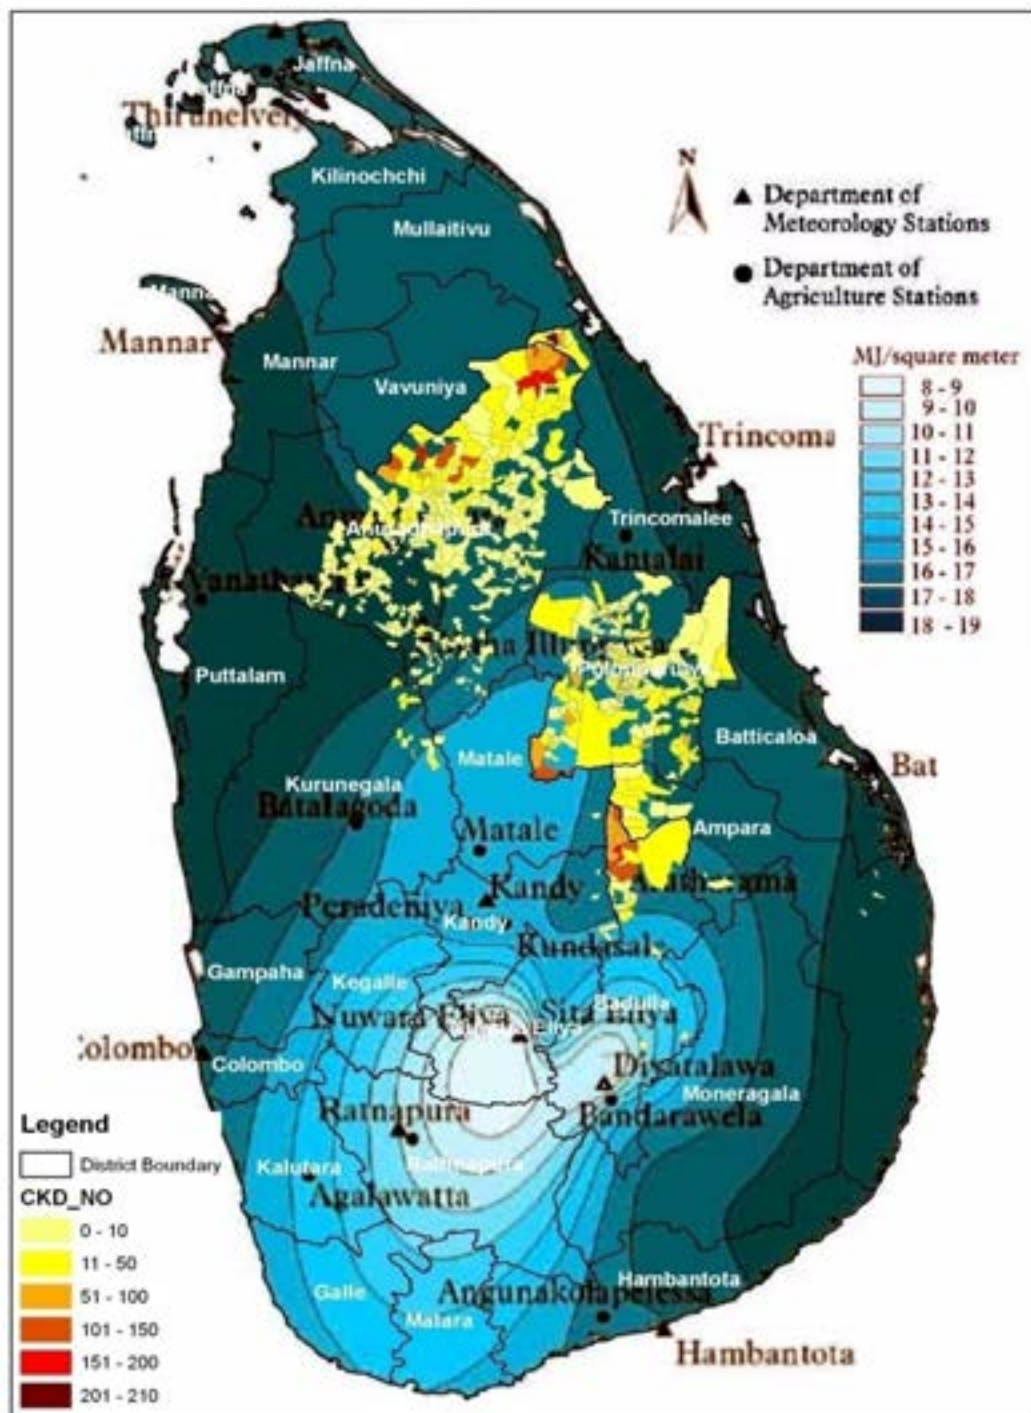 Jaffna
Thirunelvery
Kilinochchi
Mullaitivu
N
Department of
Meteorology Stations
Department of
Agriculture Stations
Mannar
Mannar
Vavuniya
MJ/square meter
8 - 9
9 - 10
10 - 11
11 - 12
12 - 13
13 - 14
14 - 15
15 - 16
16 - 17
17 - 18
18 - 19
Trincoma
Trincomalee
Kantalai
Puttalam
Matale
Batticaloa
Bat
Kurunegala
Batalagoda
Matale
Ampara
Kandy
Peradeniya
Kandy
Kundasal
Gampaha
Kegalle
Nuwara Eliya
Sita Eliya
Badulla
Colombo
Colombo
Diyatalawa
Moneragala
Ratnapura
Bandarawela
Ratnapura
Kalutara
Agalawatta
Galle
Matara
Angunakolapelessa
Hambantota
Hambantota
Legend
District Boundary
CKD_NO
0 - 10
11 - 50
51 - 100
101 - 150
151 - 200
201 - 210